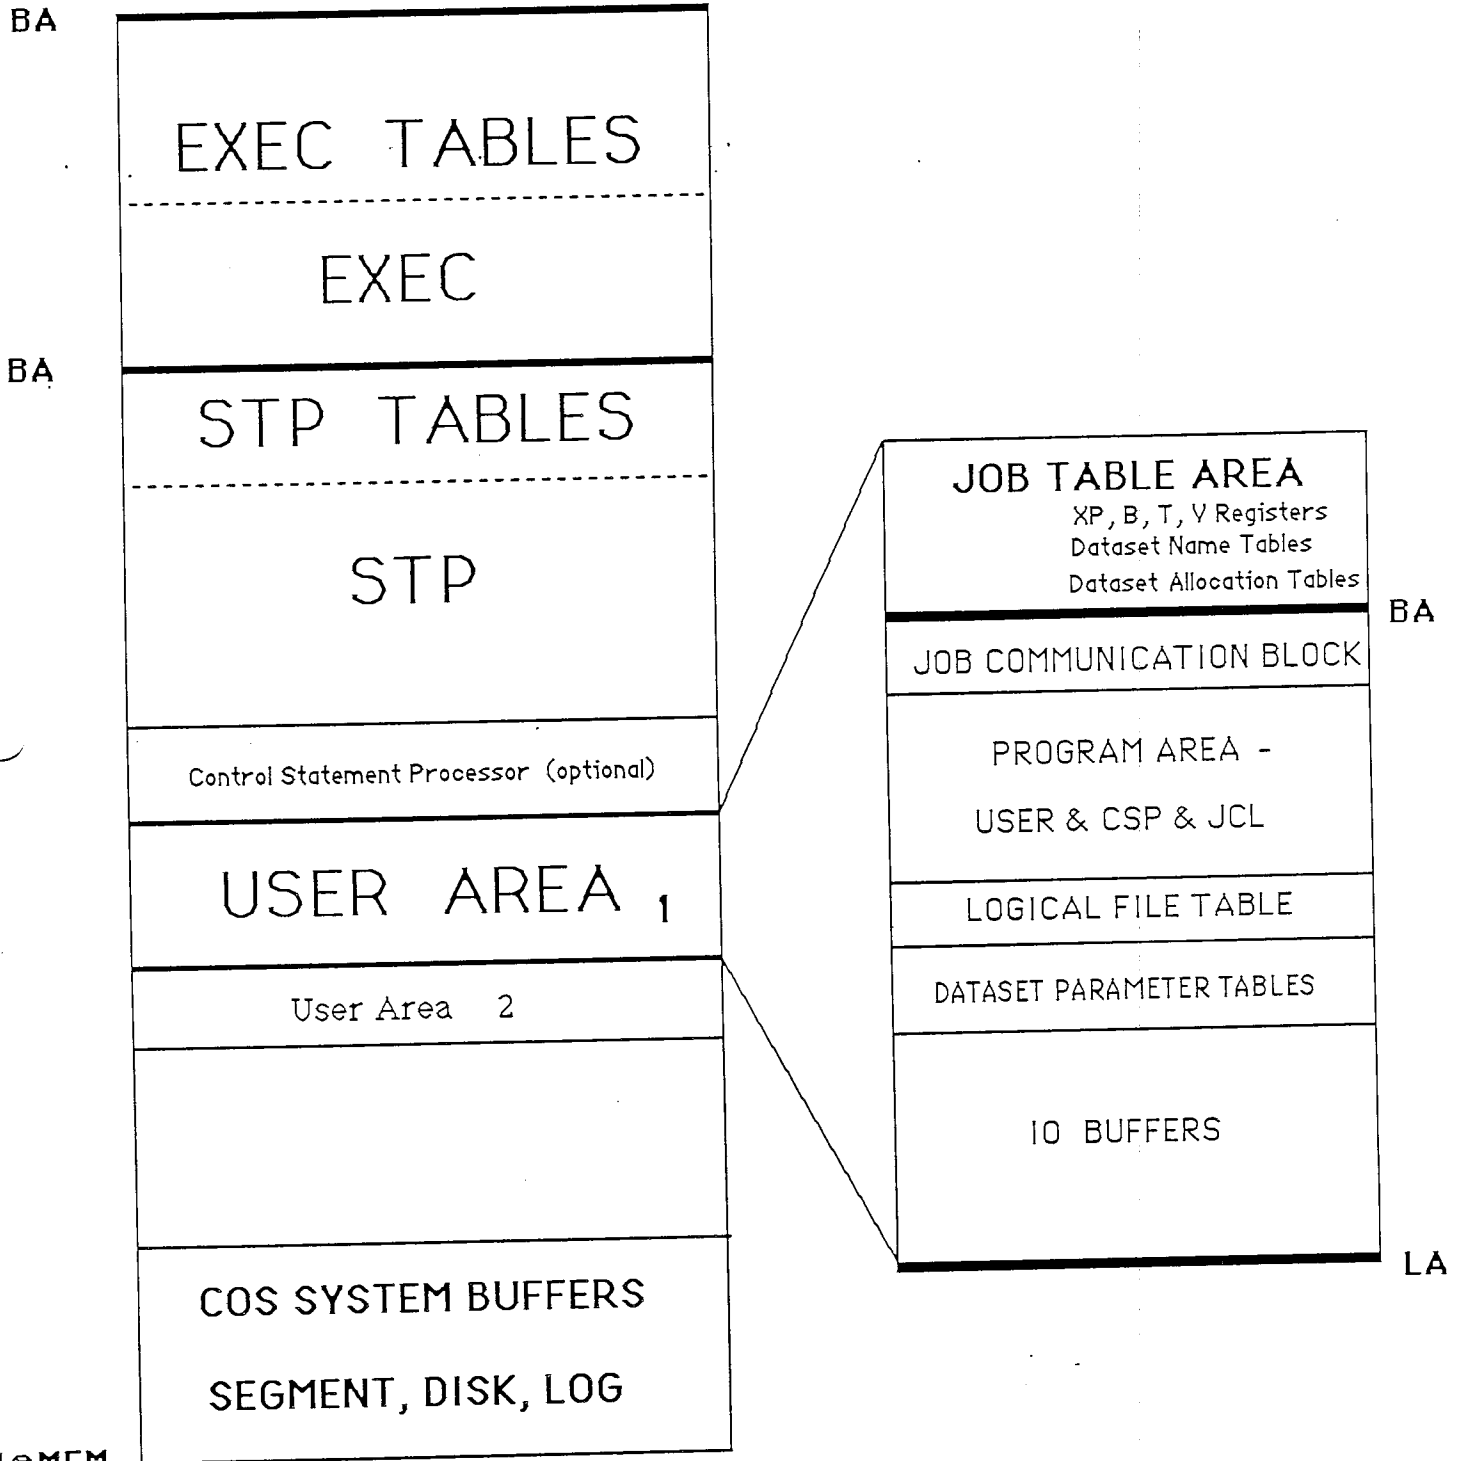 BA
EXEC TABLES
EXEC
BA
STP TABLES
STP
Control Statement Processor (optional)
USER AREA 1
User Area 2
COS SYSTEM BUFFERS
SEGMENT, DISK, LOG
JOB TABLE AREA
XP, B, T, V Registers
Dataset Name Tables
Dataset Allocation Tables
BA
JOB COMMUNICATION BLOCK
PROGRAM AREA -
USER & CSP & JCL
LOGICAL FILE TABLE
DATASET PARAMETER TABLES
IO BUFFERS
LA